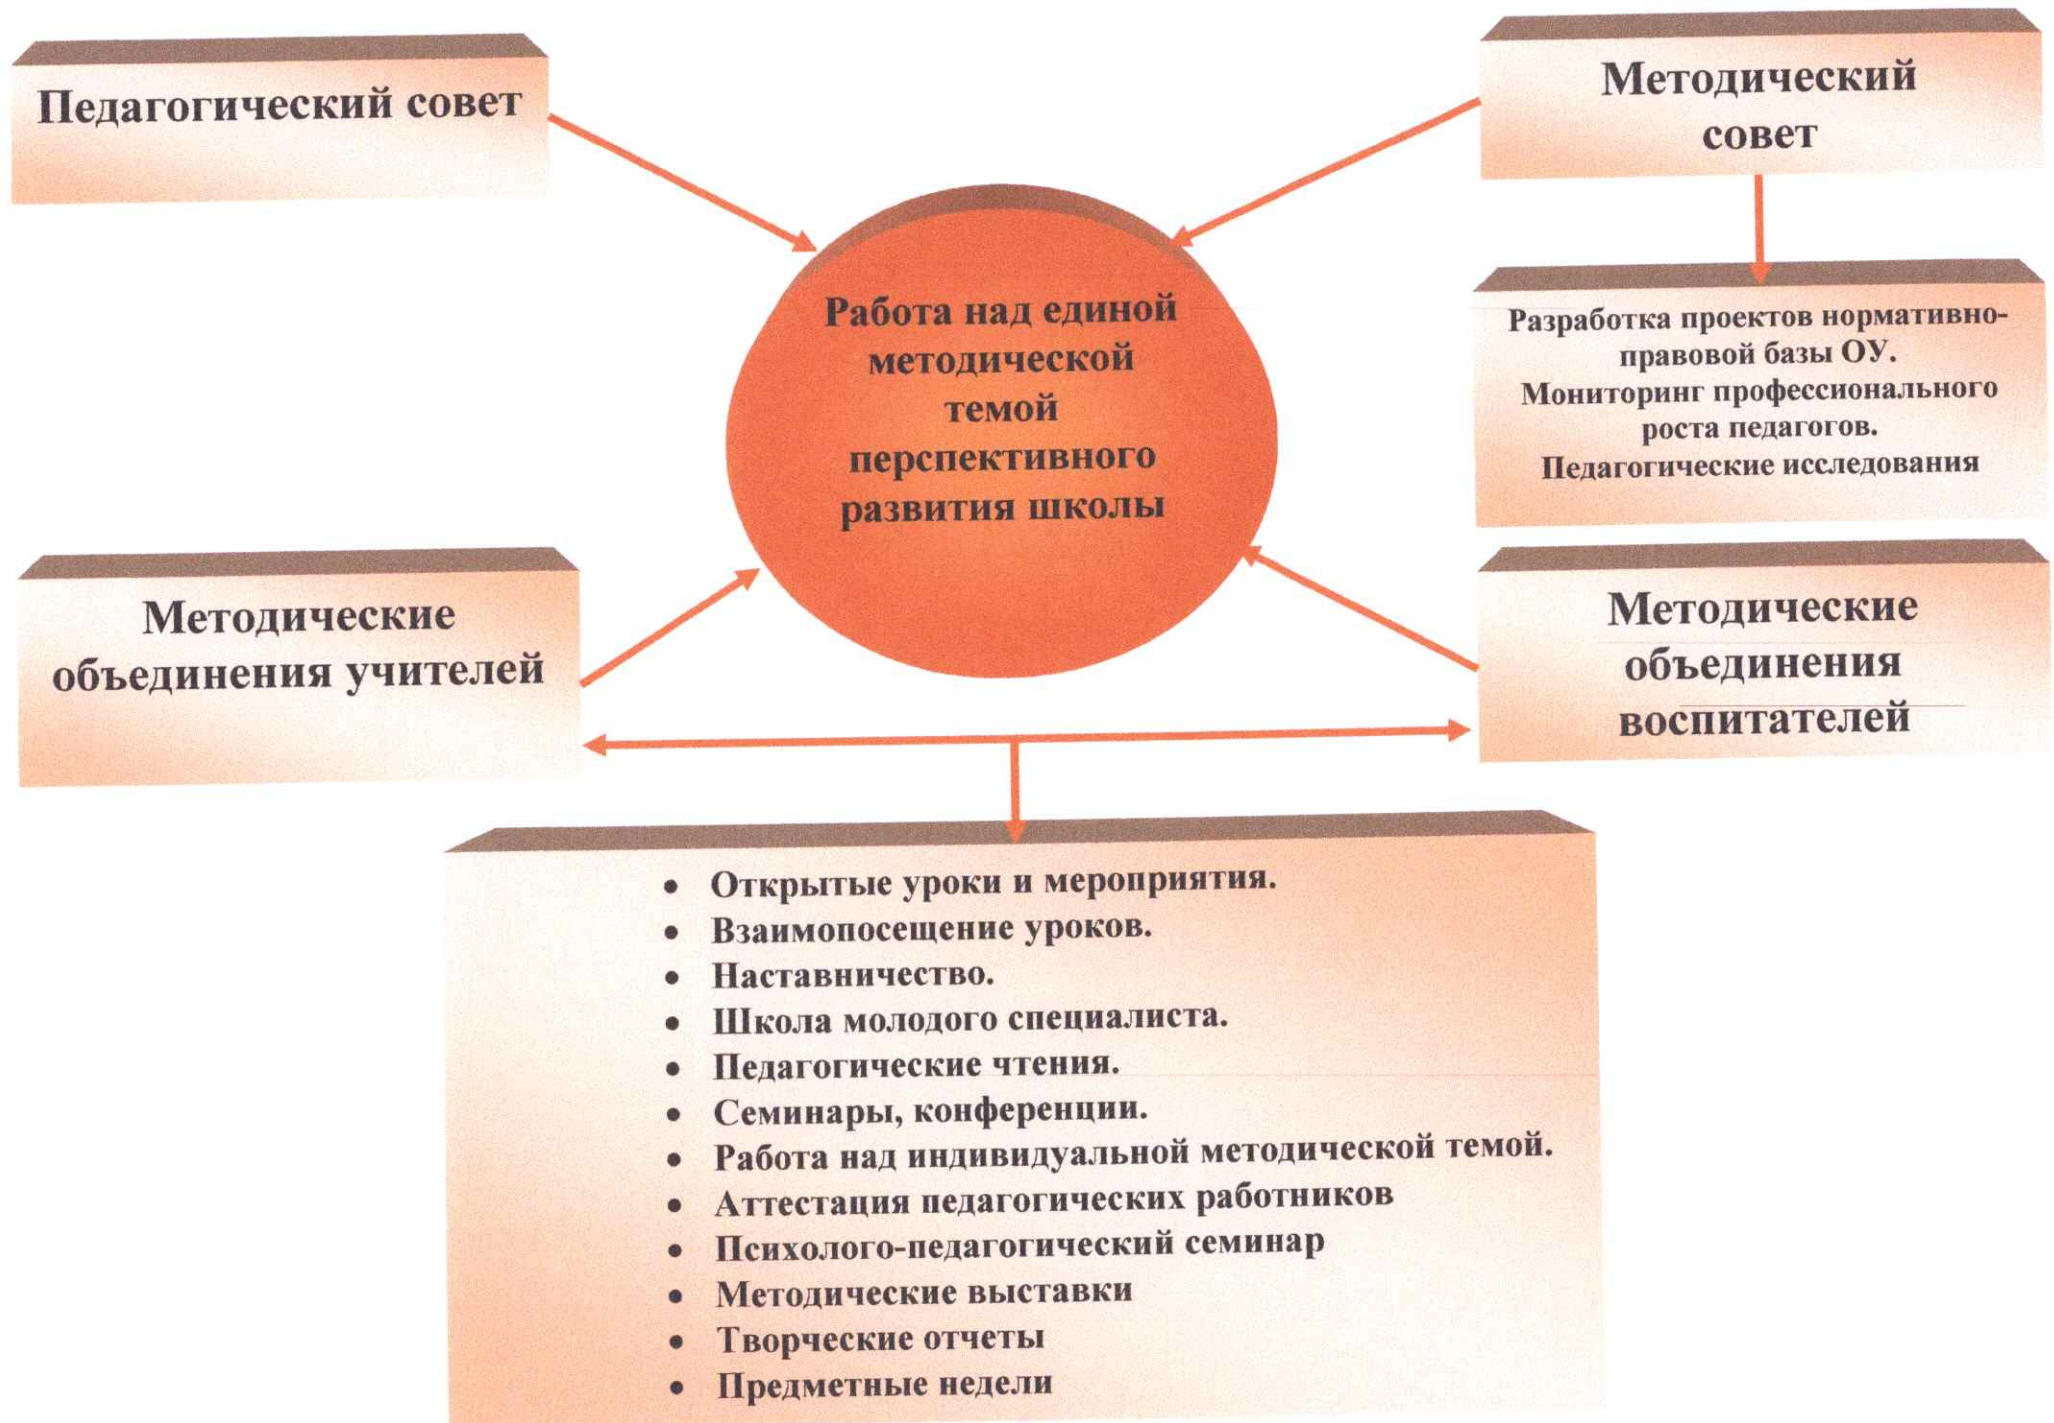 Педагогический совет
Методический
совет
Работа над единой
методической
темой
перспективного
развития школы
Разработка проектов нормативно-
правовой базы ОУ.
Мониторинг профессионального
роста педагогов.
Педагогические исследования
Методические
объединения учителей
Методические
объединения
воспитателей
• Открытые уроки и мероприятия.
• Взаимопосещение уроков.
• Наставничество.
• Школа молодого специалиста.
• Педагогические чтения.
• Семинары, конференции.
• Работа над индивидуальной методической темой.
• Аттестация педагогических работников
• Психолого-педагогический семинар
• Методические выставки
• Творческие отчеты
• Предметные недели